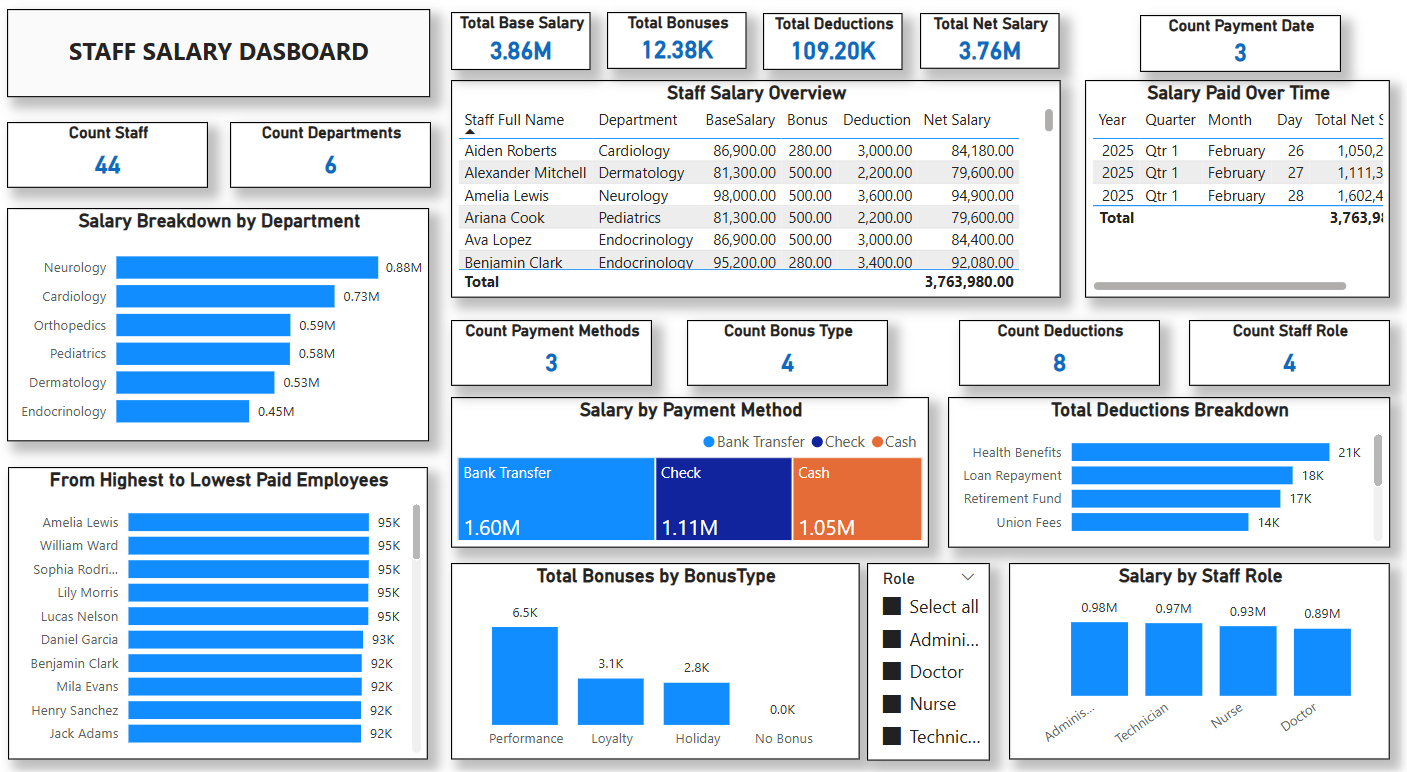 STAFF SALARY DASBOARD
Total Base Salary
3.86M
Total Bonuses
12.38K
Total Deductions
109.20K
Total Net Salary
3.76M
Count Payment Date
3
Count Staff
44
Count Departments
6
Staff Salary Overview
Staff Full Name Department BaseSalary Bonus Deduction Net Salary
Aiden Roberts Cardiology 86,900.00 280.00 3,000.00 84,180.00
Alexander Mitchell Dermatology 81,300.00 500.00 2,200.00 79,600.00
Amelia Lewis Neurology 98,000.00 500.00 3,600.00 94,900.00
Ariana Cook Pediatrics 81,300.00 500.00 2,200.00 79,600.00
Ava Lopez Endocrinology 86,900.00 500.00 3,000.00 84,400.00
Benjamin Clark Endocrinology 95,200.00 280.00 3,400.00 92,080.00
Total 3,763,980.00
Salary Paid Over Time
Year Quarter Month Day Total Net S
2025 Qtr 1 February 26 1,050,2
2025 Qtr 1 February 27 1,111,3
2025 Qtr 1 February 28 1,602,4
Total 3,763,98
Salary Breakdown by Department
Neurology 0.88M
Cardiology 0.73M
Orthopedics 0.59M
Pediatrics 0.58M
Dermatology 0.53M
Endocrinology 0.45M
Count Payment Methods
3
Count Bonus Type
4
Count Deductions
8
Count Staff Role
4
Salary by Payment Method
Bank Transfer Check Cash
Bank Transfer
1.60M
Check
1.11M
Cash
1.05M
Total Deductions Breakdown
Health Benefits 21K
Loan Repayment 18K
Retirement Fund 17K
Union Fees 14K
From Highest to Lowest Paid Employees
Amelia Lewis 95K
William Ward 95K
Sophia Rodri... 95K
Lily Morris 95K
Lucas Nelson 95K
Daniel Garcia 93K
Benjamin Clark 92K
Mila Evans 92K
Henry Sanchez 92K
Jack Adams 92K
Total Bonuses by BonusType
6.5K
3.1K
2.8K
0.0K
Performance Loyalty Holiday No Bonus
Role
Select all
Admini...
Doctor
Nurse
Technic...
Salary by Staff Role
0.98M 0.97M 0.93M 0.89M
Adminis... Technician Nurse Doctor